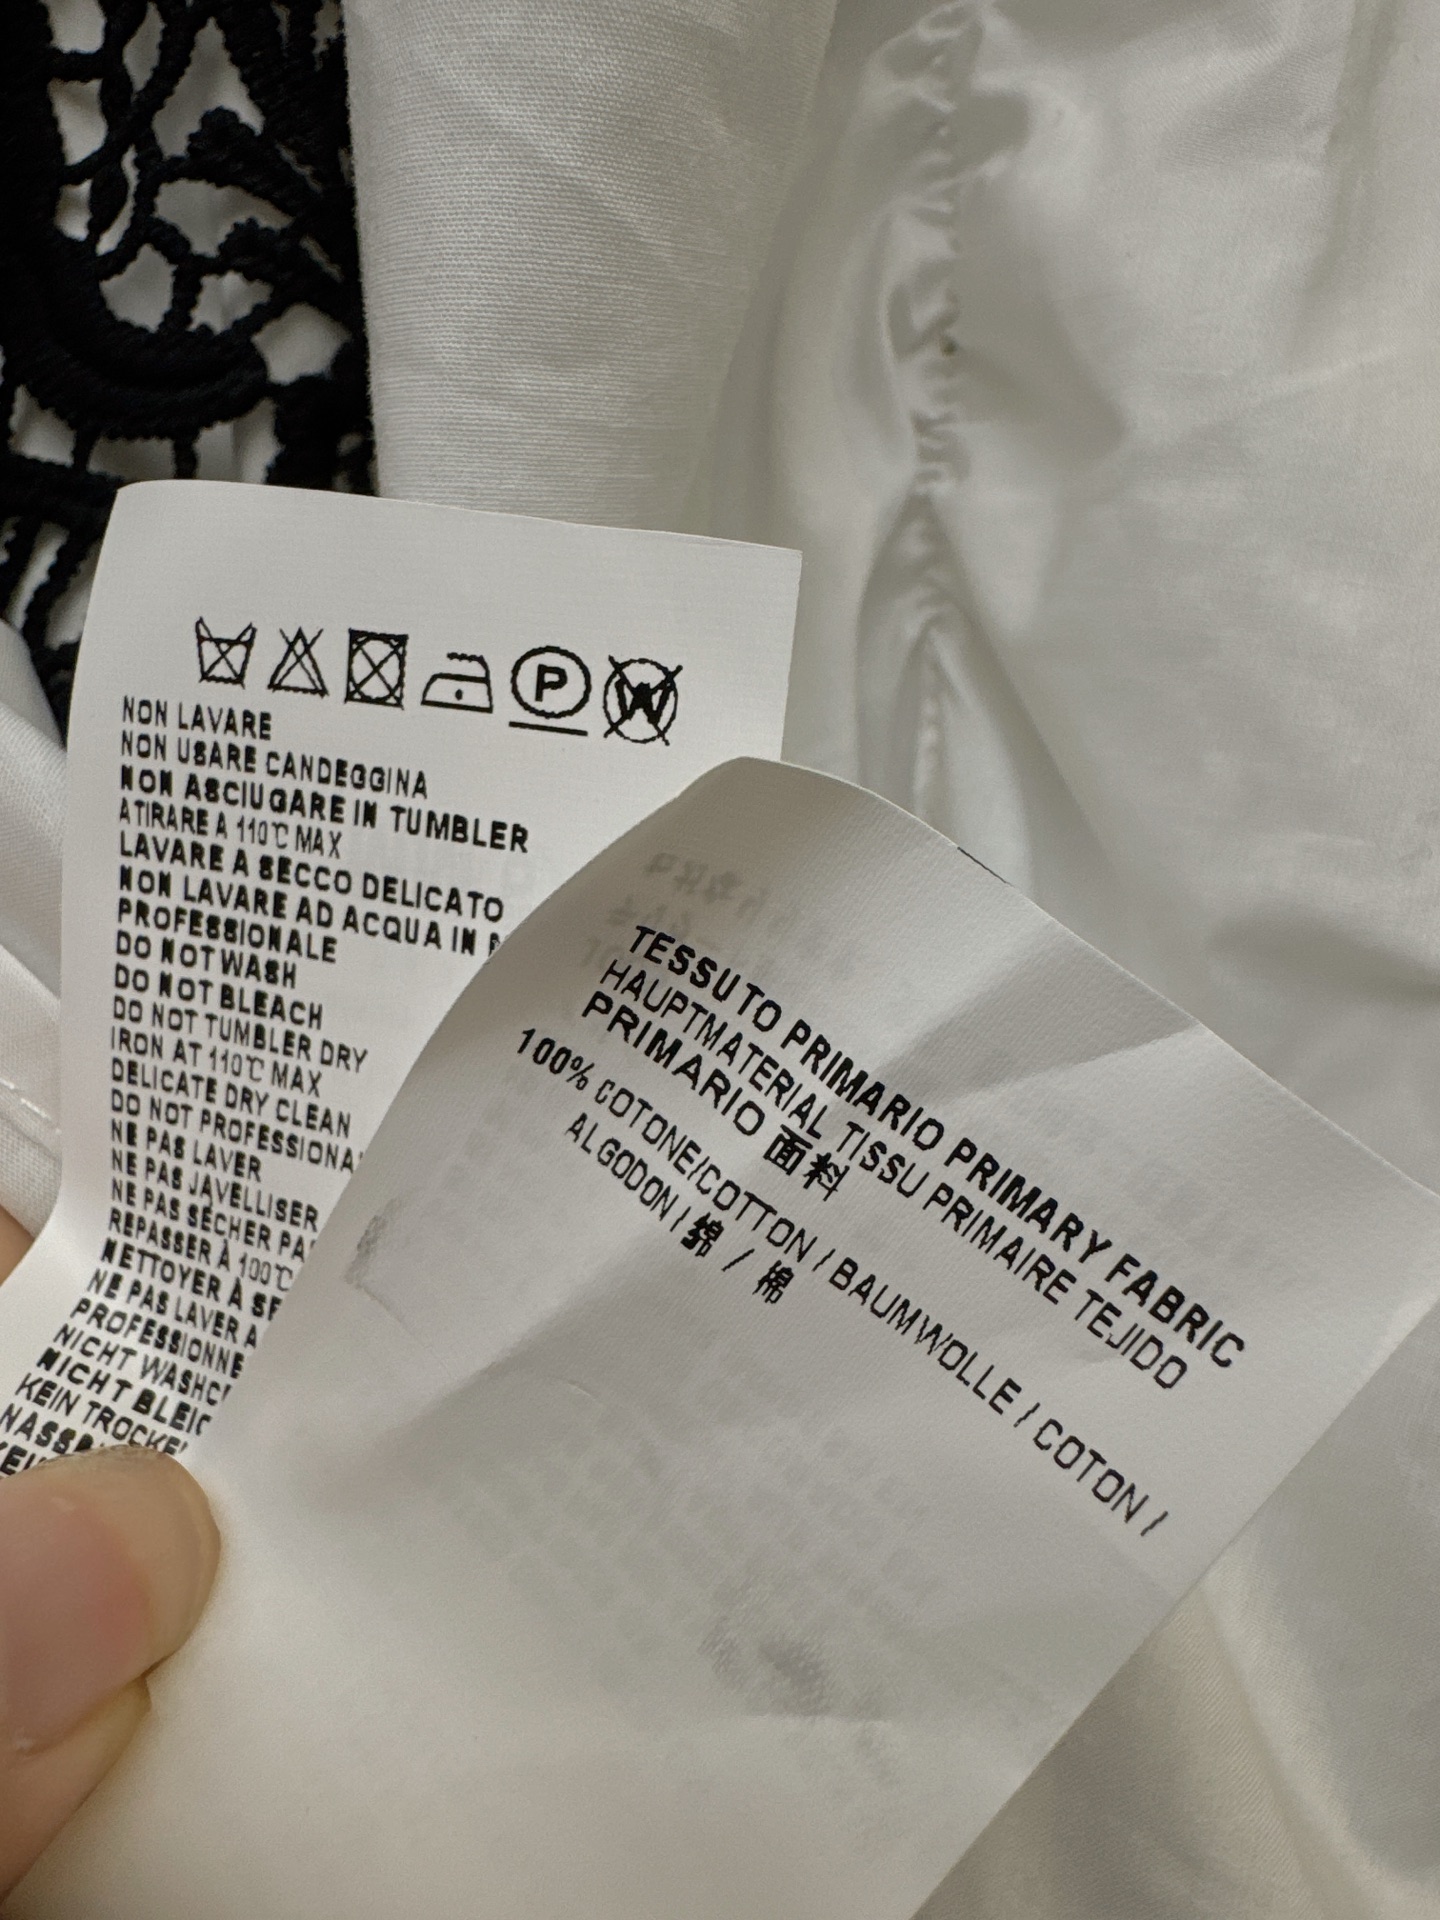 P
W
NON LAVARE
NON USARE CANDEGGINA
NON ASCIUGARE IN TUMBLER
ATIRARE A 110℃ MAX
LAVARE A SECCO DELICATO
NON LAVARE AD ACQUA IN
PROFESSIONALE
DO NOT WASH
DO NOT BLEACH
DO NOT TUMBLER DRY
IRON AT 110℃ MAX
DELICATE DRY CLEAN
DO NOT PROFESSIONA
NE PAS LAVER
NE PAS JAVELLISER
NE PAS SÉCHER PA
REPASSER À 100℃
NETTOYER À SE
NE PAS LAVER A
PROFESSIONNE
NICHT WASC
NICHT BLEIC
KEIN TROCKE
TESSUTO PRIMARIO PRIMARY FABRIC
HAUPTMATERIAL TISSU PRIMAIRE TEJIDO
PRIMARIO 面料
100% COTONE/COTTON / BAUMWOLLE / COTON /
ALGODON / 綿 / 棉